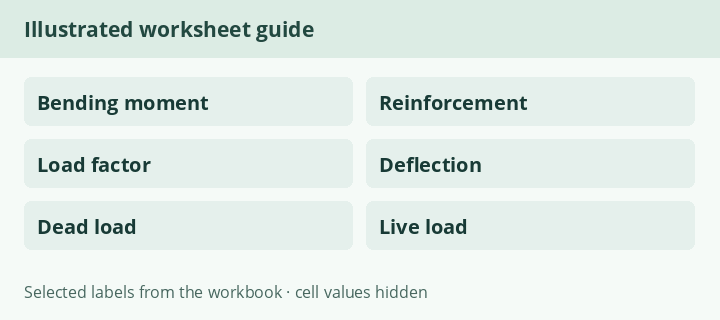 Illustrated worksheet guide
Bending moment
Reinforcement
Load factor
Deflection
Dead load
Live load
Selected labels from the workbook · cell values hidden